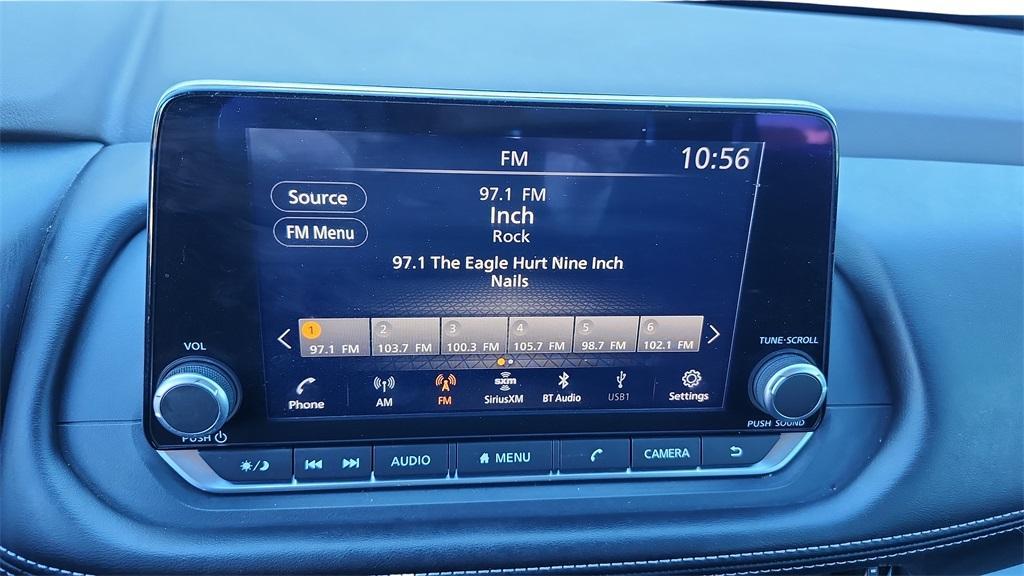 FM 10:56
Source
FM Menu
97.1 FM
Inch
Rock
97.1 The Eagle Hurt Nine Inch
Nails
1 2 3 4 5 6
97.1 FM 103.7 FM 100.3 FM 105.7 FM 98.7 FM 102.1 FM
Phone AM FM sxm SiriusXM BT Audio USB1 Settings
VOL
PUSH
TUNE·SCROLL
PUSH SOUND
AUDIO MENU CAMERA